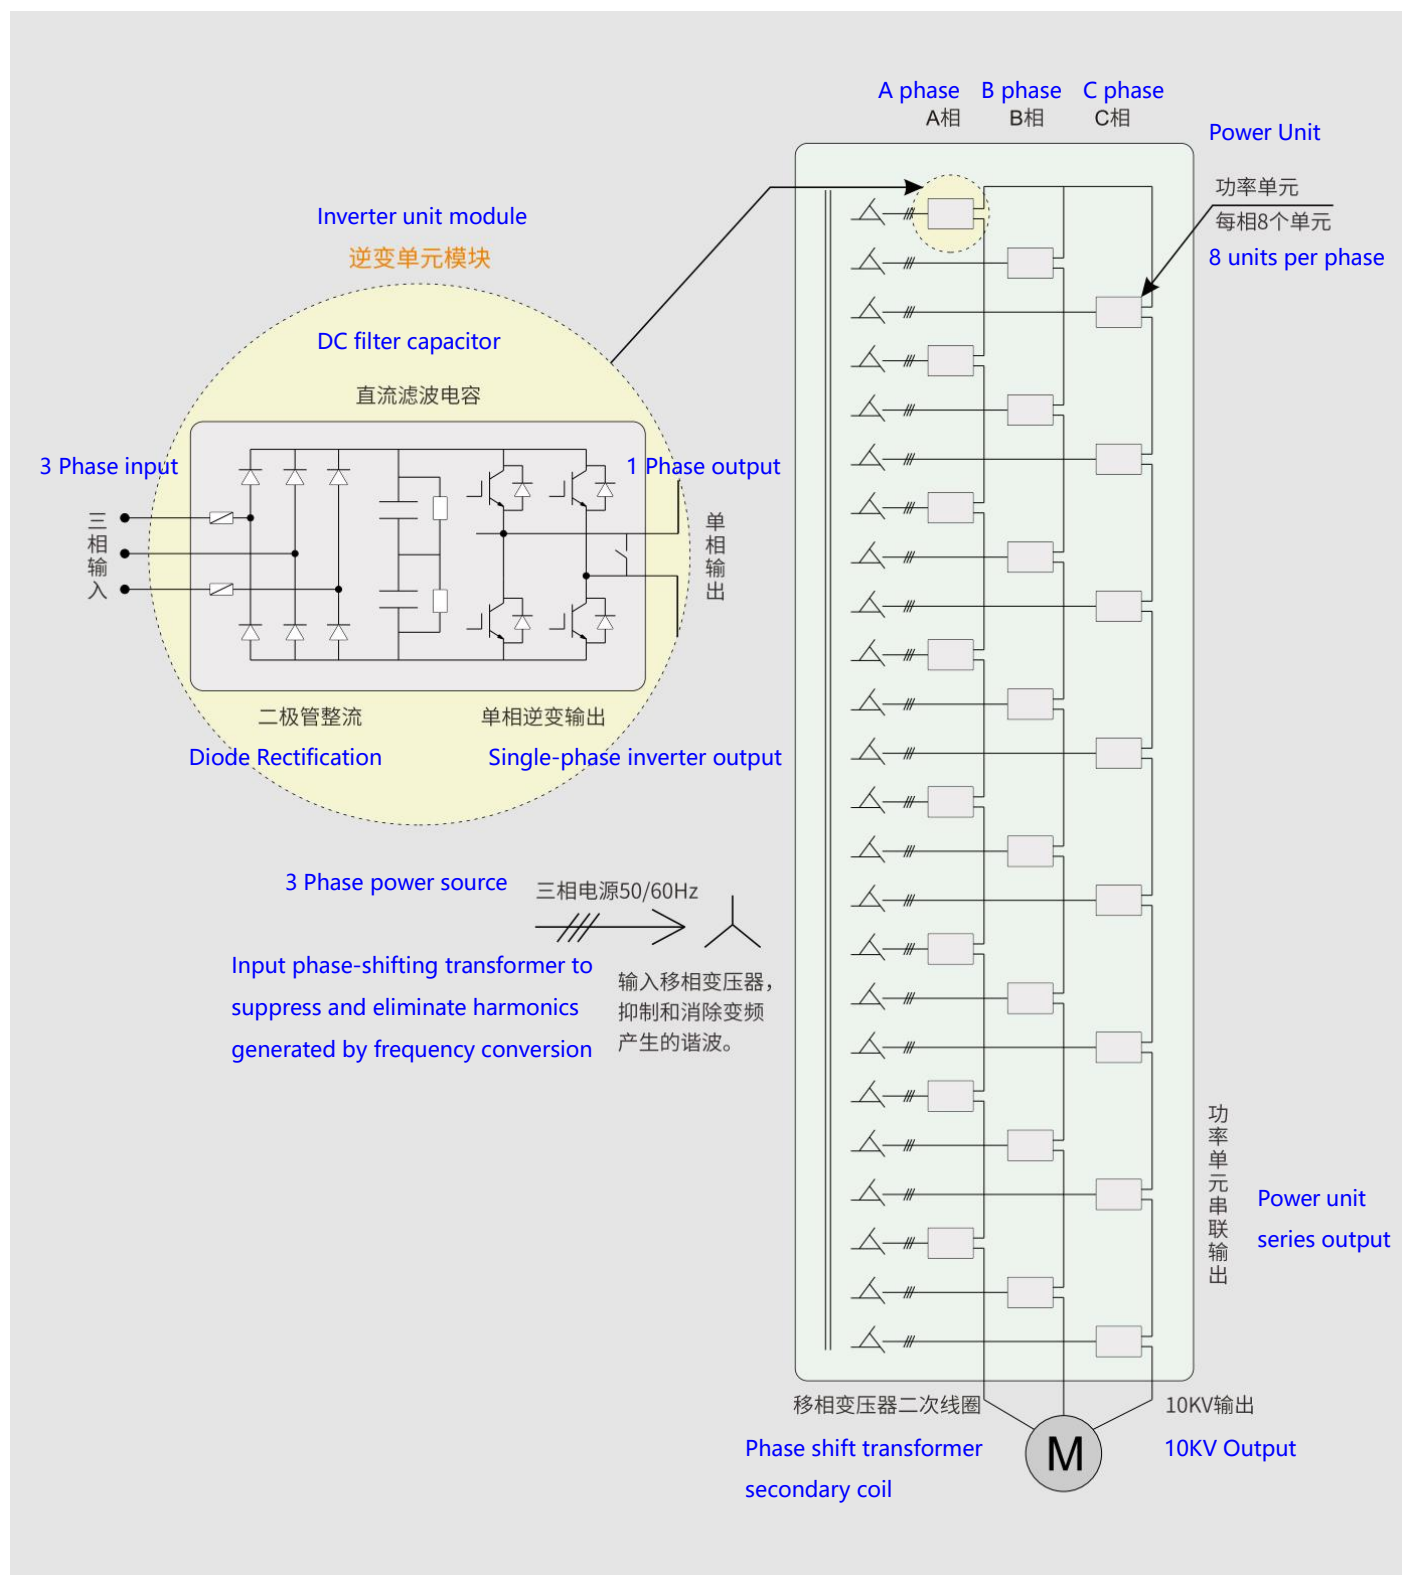 A phase B phase C phase
A相 B相 C相
Power Unit
功率单元
每相8个单元
8 units per phase
Inverter unit module
逆变单元模块
DC filter capacitor
直流滤波电容
3 Phase input
1 Phase output
三相输入
单相输出
二极管整流
单相逆变输出
Diode Rectification
Single-phase inverter output
3 Phase power source
三相电源50/60Hz
Input phase-shifting transformer to
suppress and eliminate harmonics
generated by frequency conversion
输入移相变压器，
抑制和消除变频
产生的谐波。
功率单元串联输出
Power unit
series output
移相变压器二次线圈
10KV输出
Phase shift transformer
secondary coil
M
10KV Output